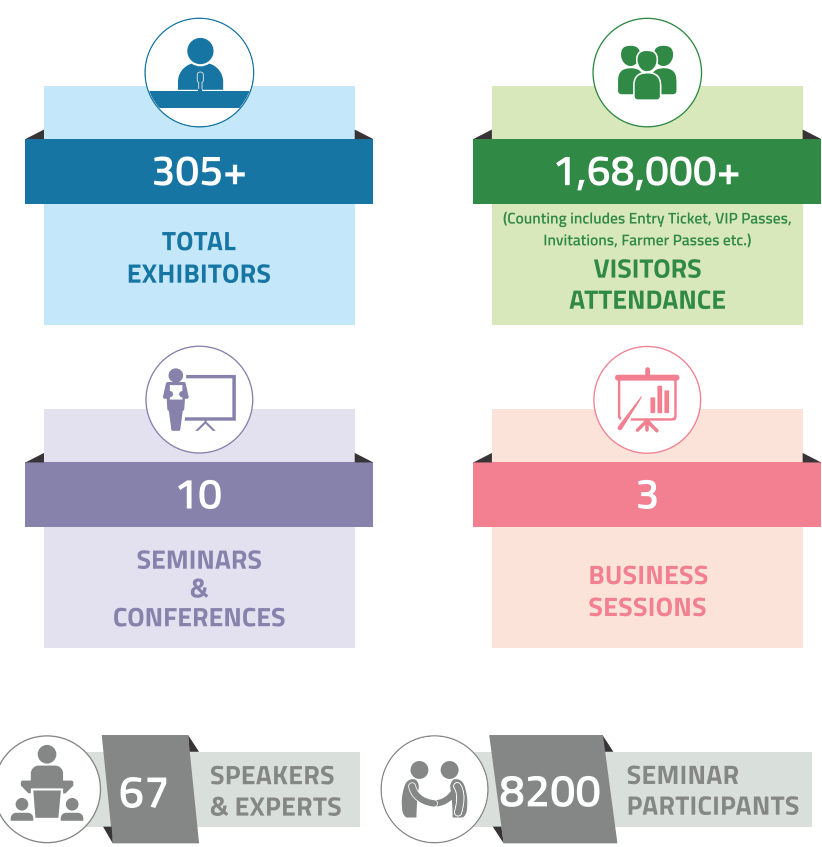 305+
TOTAL
EXHIBITORS
1,68,000+
(Counting includes Entry Ticket, VIP Passes,
Invitations, Farmer Passes etc.)
VISITORS
ATTENDANCE
10
SEMINARS
&
CONFERENCES
3
BUSINESS
SESSIONS
67
SPEAKERS
& EXPERTS
8200
SEMINAR
PARTICIPANTS